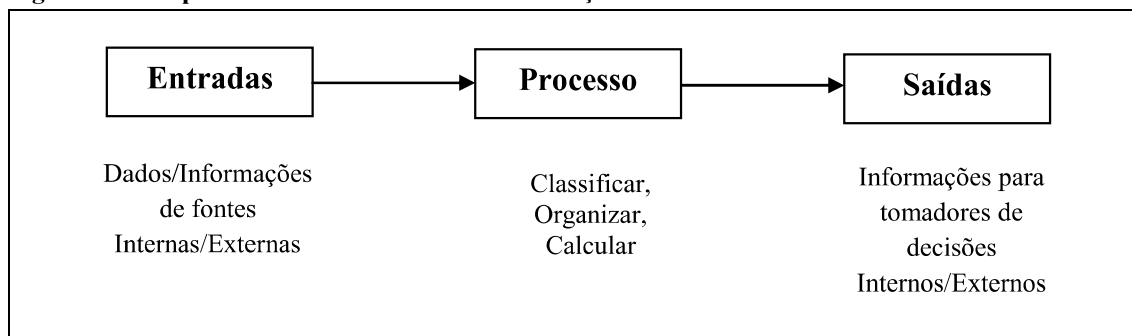 Entradas
Processo
Saídas
Dados/Informações
de fontes
Internas/Externas
Classificar,
Organizar,
Calcular
Informações para
tomadores de
decisões
Internos/Externos